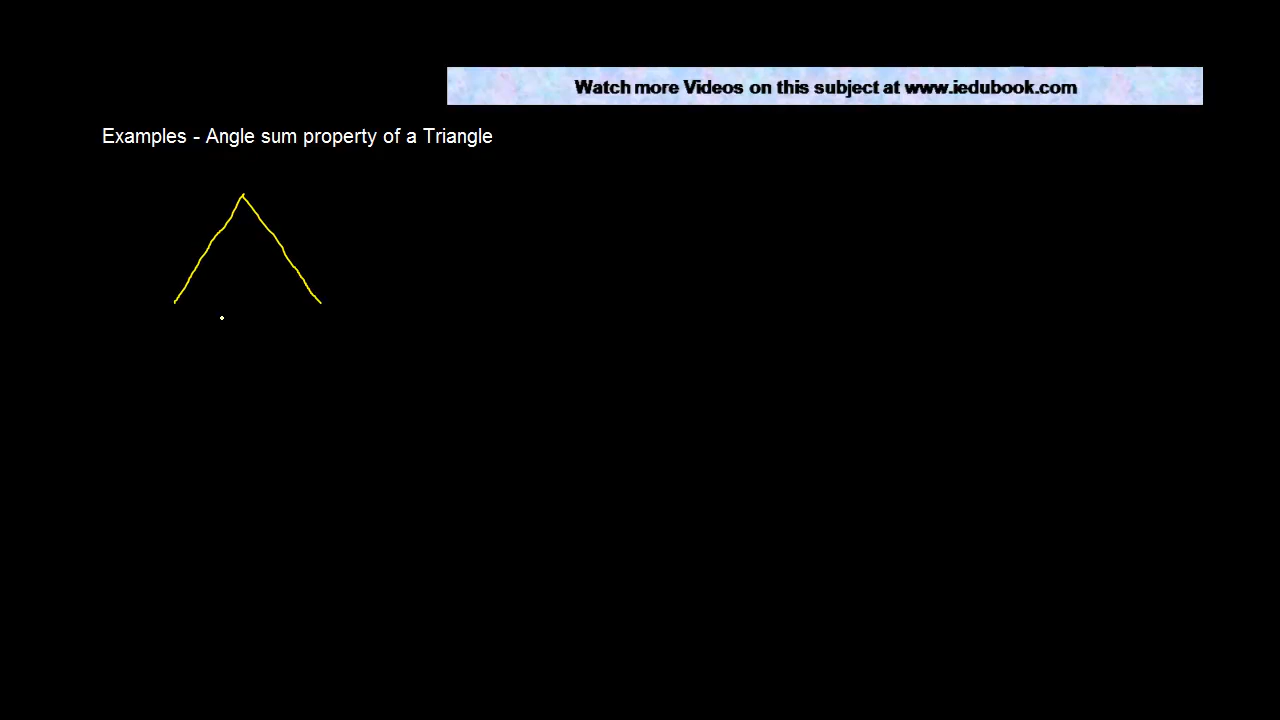 Watch more Videos on this subject at www.iedubook.com
Examples - Angle sum property of a Triangle